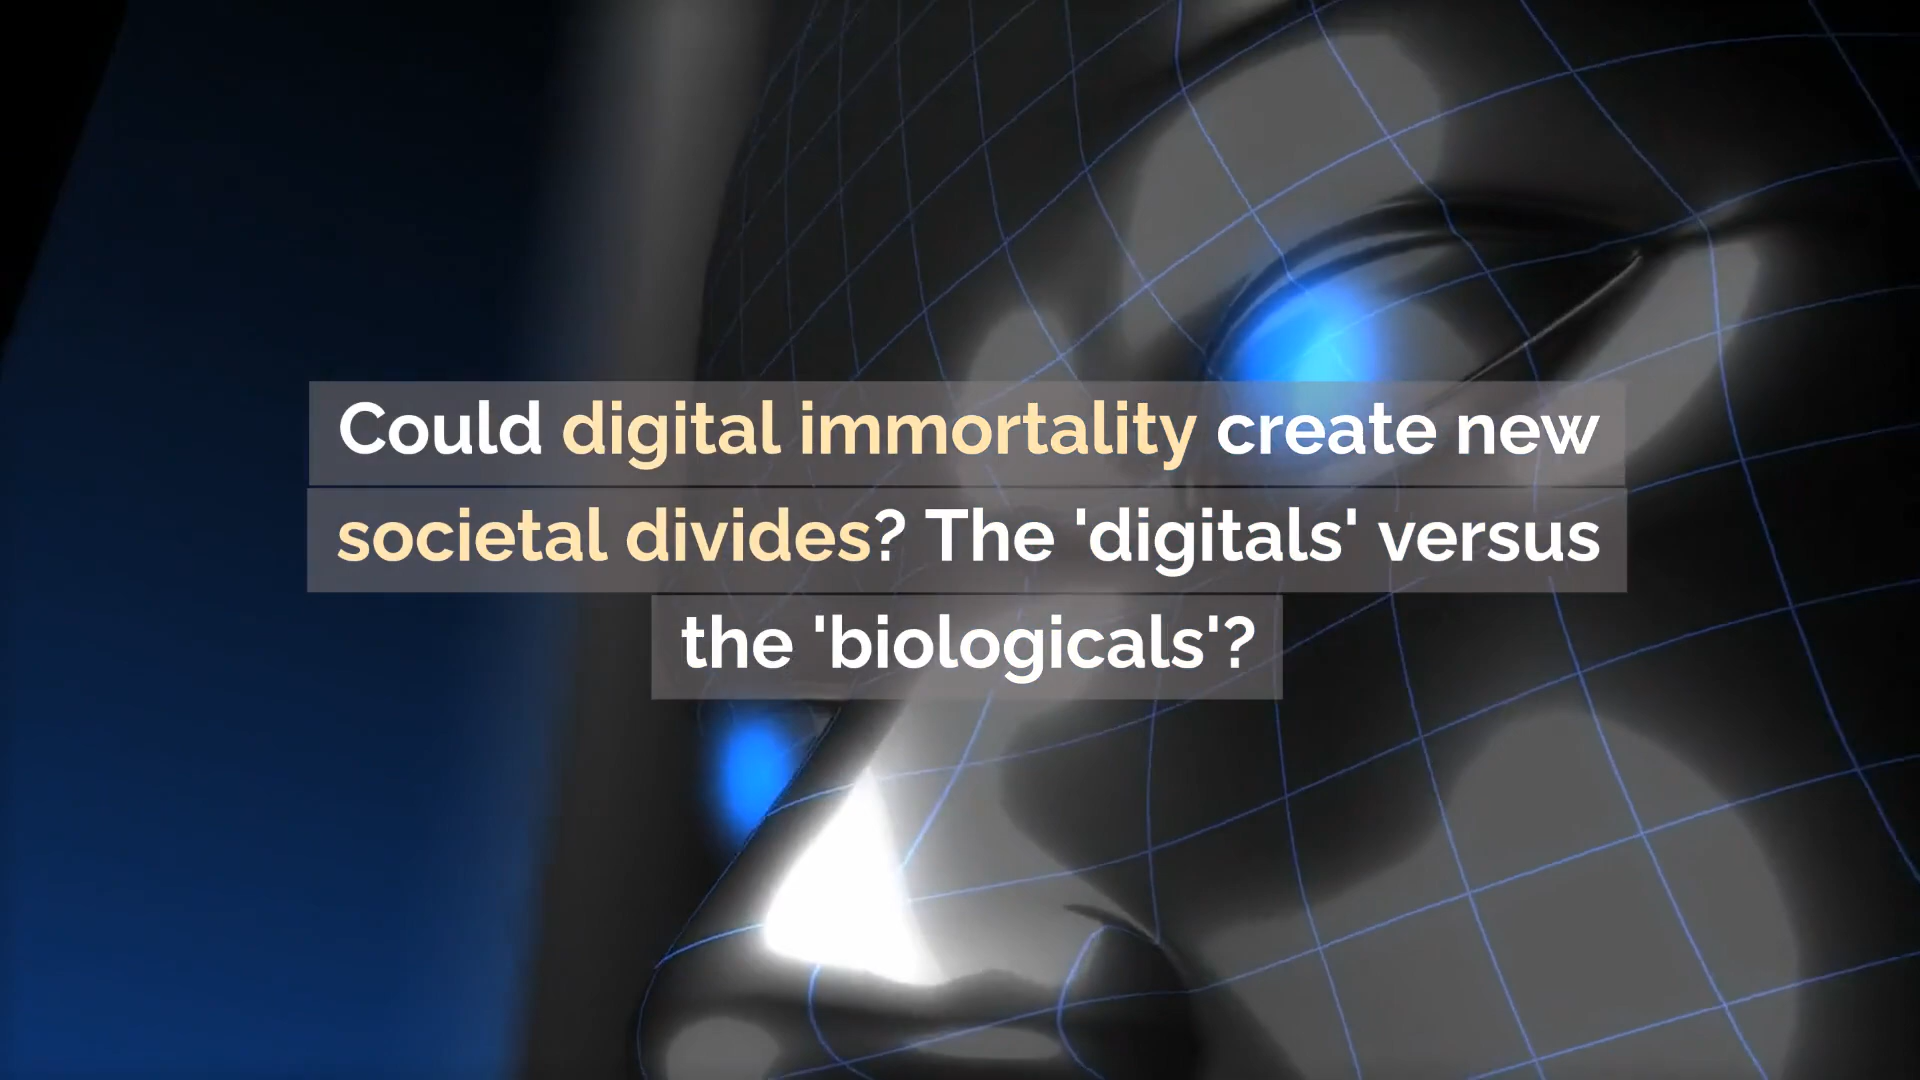 Could digital immortality create new
societal divides? The 'digitals' versus
the 'biologicals'?